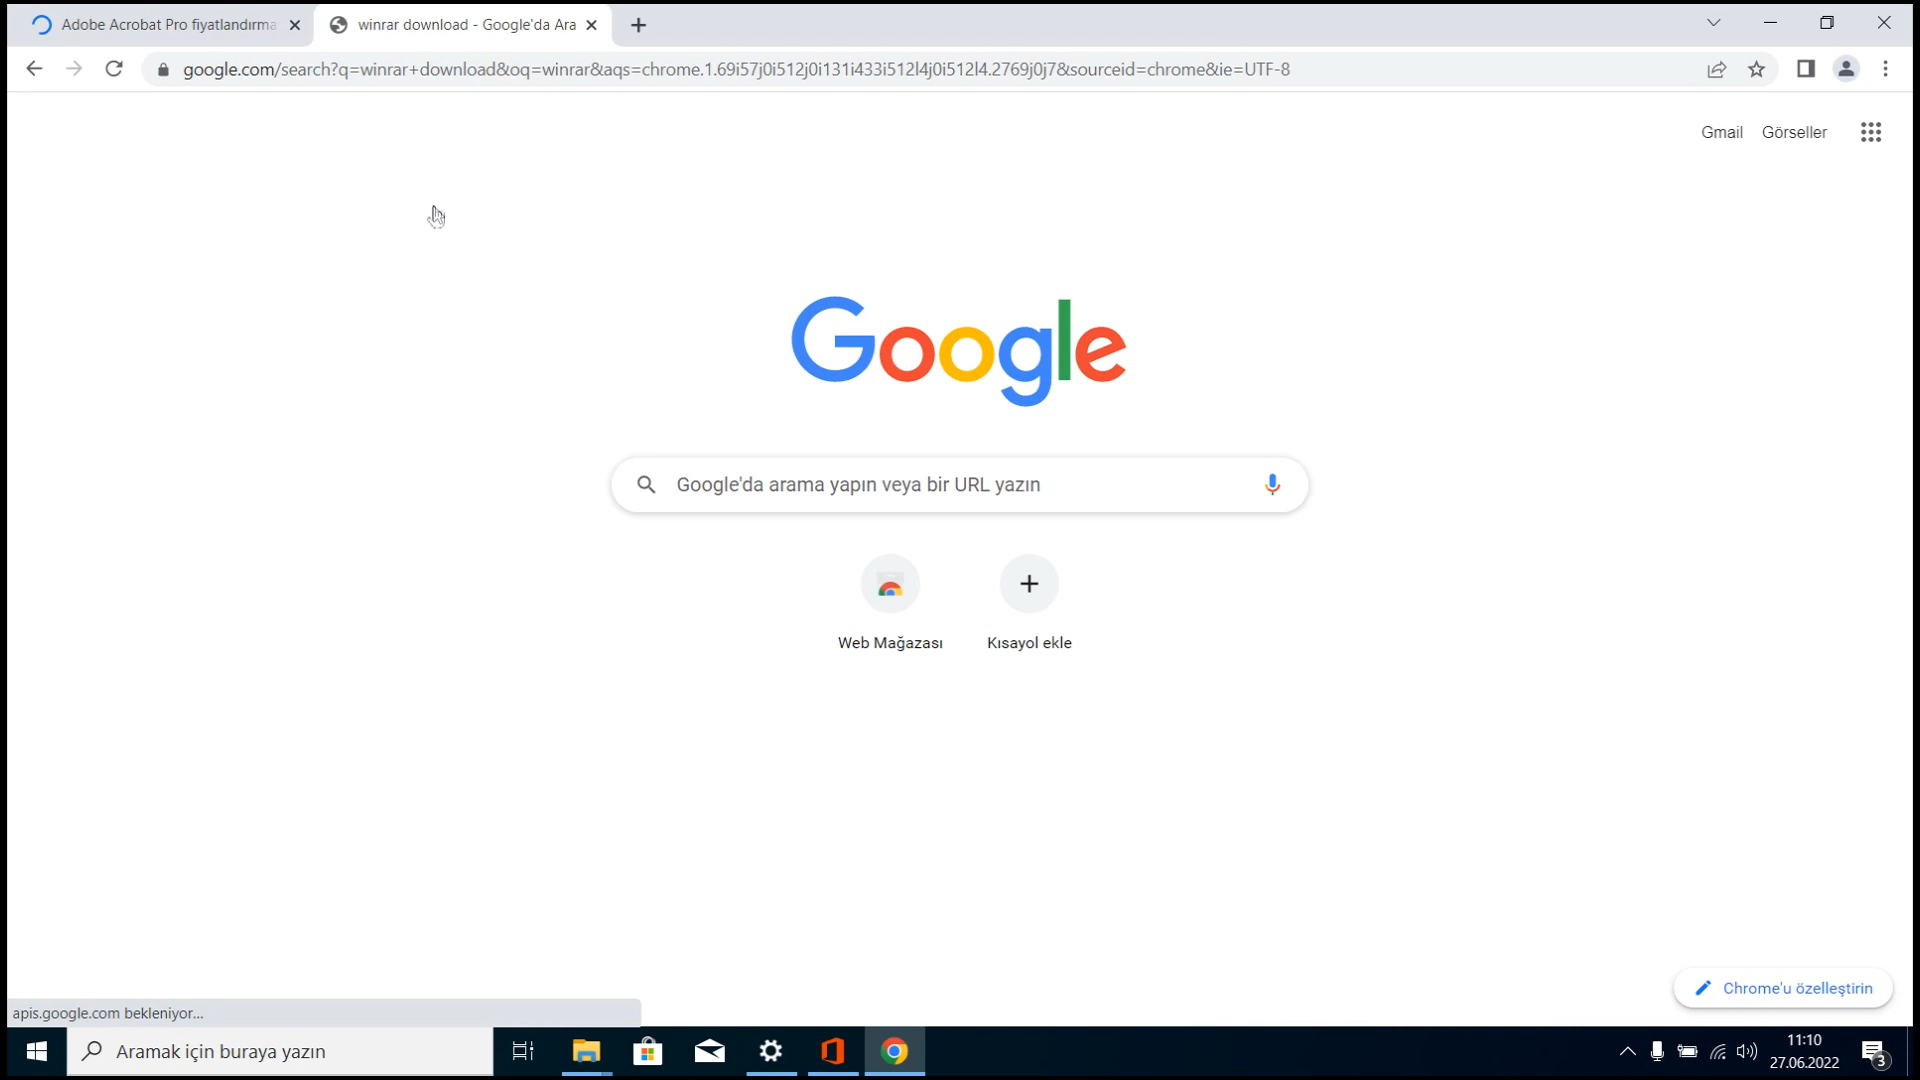 Adobe Acrobat Pro fiyatlandırma
winrar download - Google'da Ara
google.com/search?q=winrar+download&oq=winrar&aqs=chrome.1.69i57j0i512j0i131i433i512l4j0i512l4.2769j0j7&sourceid=chrome&ie=UTF-8
Gmail Görseller
Google
Google'da arama yapın veya bir URL yazın
Web Mağazası
Kısayol ekle
Chrome'u özelleştirin
apis.google.com bekleniyor...
Aramak için buraya yazın
11:10
27.06.2022
3